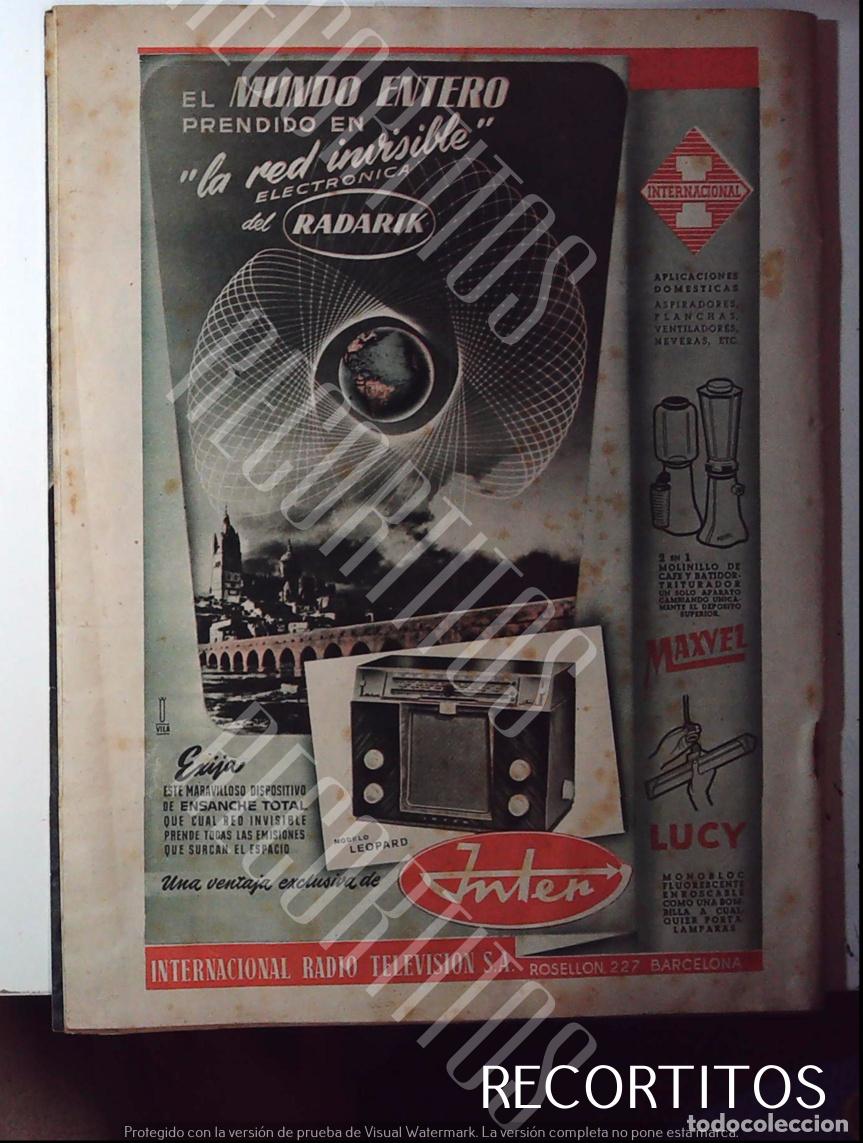 EL MUNDO ENTERO
PRENDIDO EN
"la red invisible"
ELECTRONICA
del RADARIK
INTERNACIONAL
APLICACIONES
DOMESTICAS
ASPIRADORES,
PLANCHAS,
VENTILADORES,
NEVERAS, ETC.
2 EN 1
MOLINILLO DE
CAFE Y BATIDOR-
TRITURADOR
UN SOLO APARATO
CAMBIANDO UNICA-
MENTE EL DEPOSITO
SUPERIOR.
MAXVEL
LUCY
MONOBLOC
FLUORESCENTE
ENROSCABLE
COMO UNA BOM-
BILLA A CUAL-
QUIER PORTA
LAMPARAS
VILÁ
Exija
ESTE MARAVILLOSO DISPOSITIVO
DE ENSANCHE TOTAL
QUE CUAL RED INVISIBLE
PRENDE TODAS LAS EMISIONES
QUE SURCAN EL ESPACIO
MODELO
LEOPARD
Una ventaja exclusiva de
Inter
INTERNACIONAL RADIO TELEVISION S.A. ROSELLON, 227 BARCELONA
RECORTITOS
RECORTITOS
RECORTITOS
RECORTITOS
todocoleccion
Protegido con la versión de prueba de Visual Watermark. La versión completa no pone esta marca.